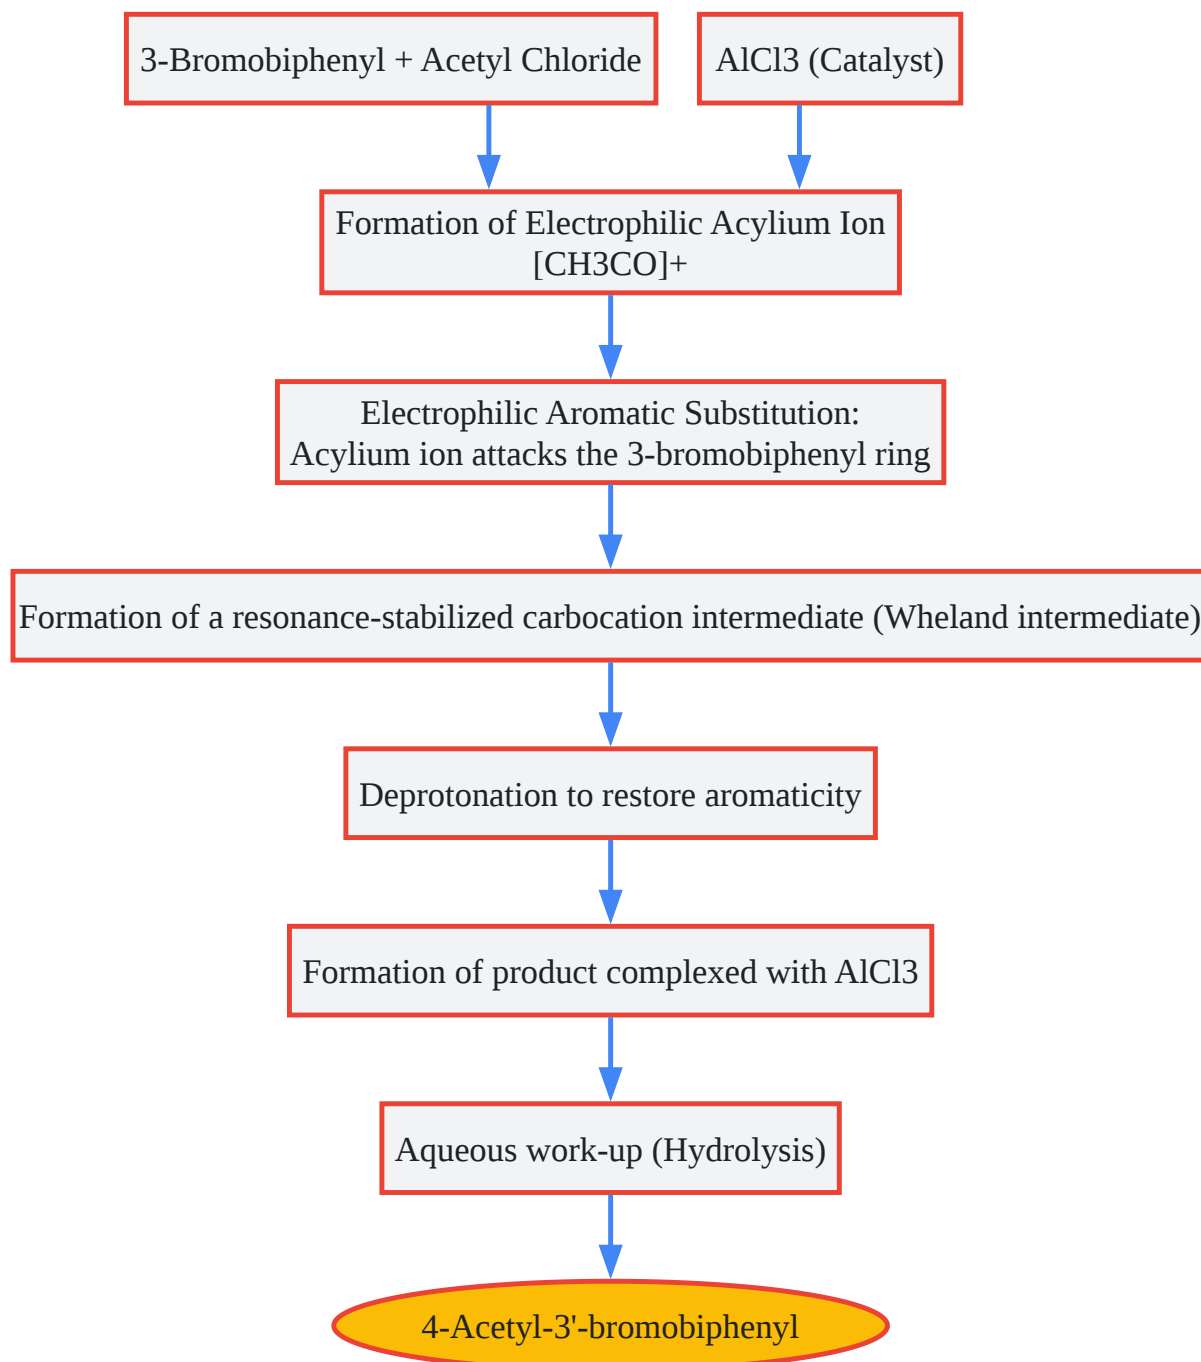 3-Bromobiphenyl + Acetyl Chloride
AlCl3 (Catalyst)
Formation of Electrophilic Acylium Ion
[CH3CO]+
Electrophilic Aromatic Substitution:
Acylium ion attacks the 3-bromobiphenyl ring
Formation of a resonance-stabilized carbocation intermediate (Wheland intermediate)
Deprotonation to restore aromaticity
Formation of product complexed with AlCl3
Aqueous work-up (Hydrolysis)
4-Acetyl-3'-bromobiphenyl